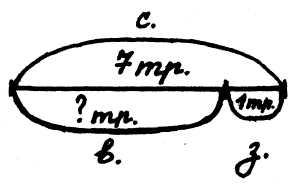 с.
7 тр.
? тр. 1 тр.
в. з.